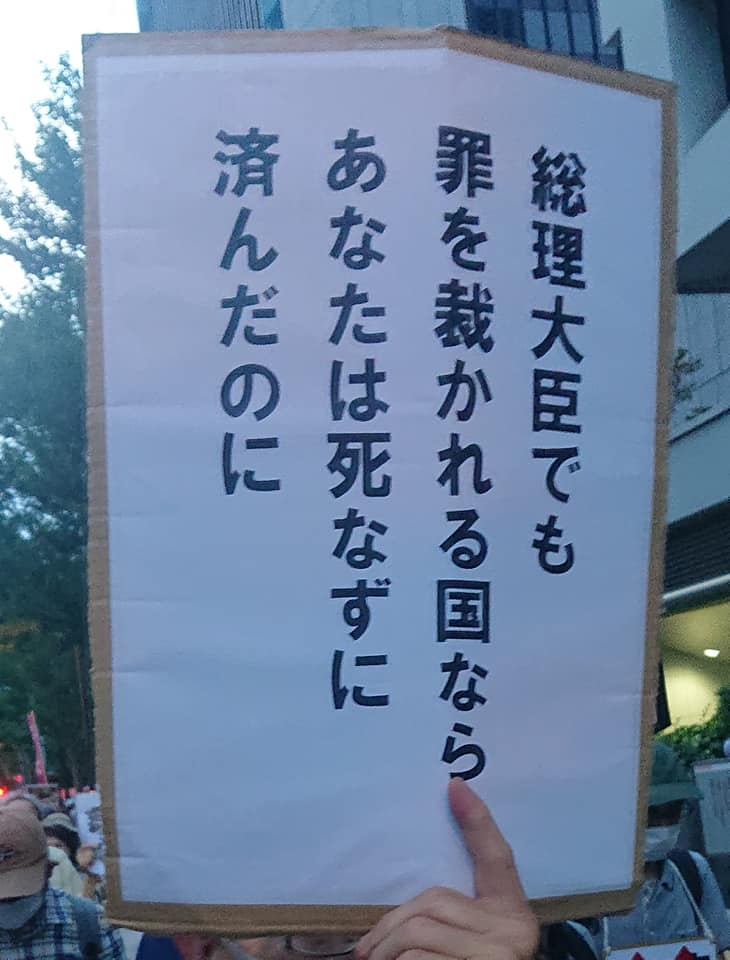 総理大臣でも
罪を裁かれる国なら
あなたは死なずに
済んだのに